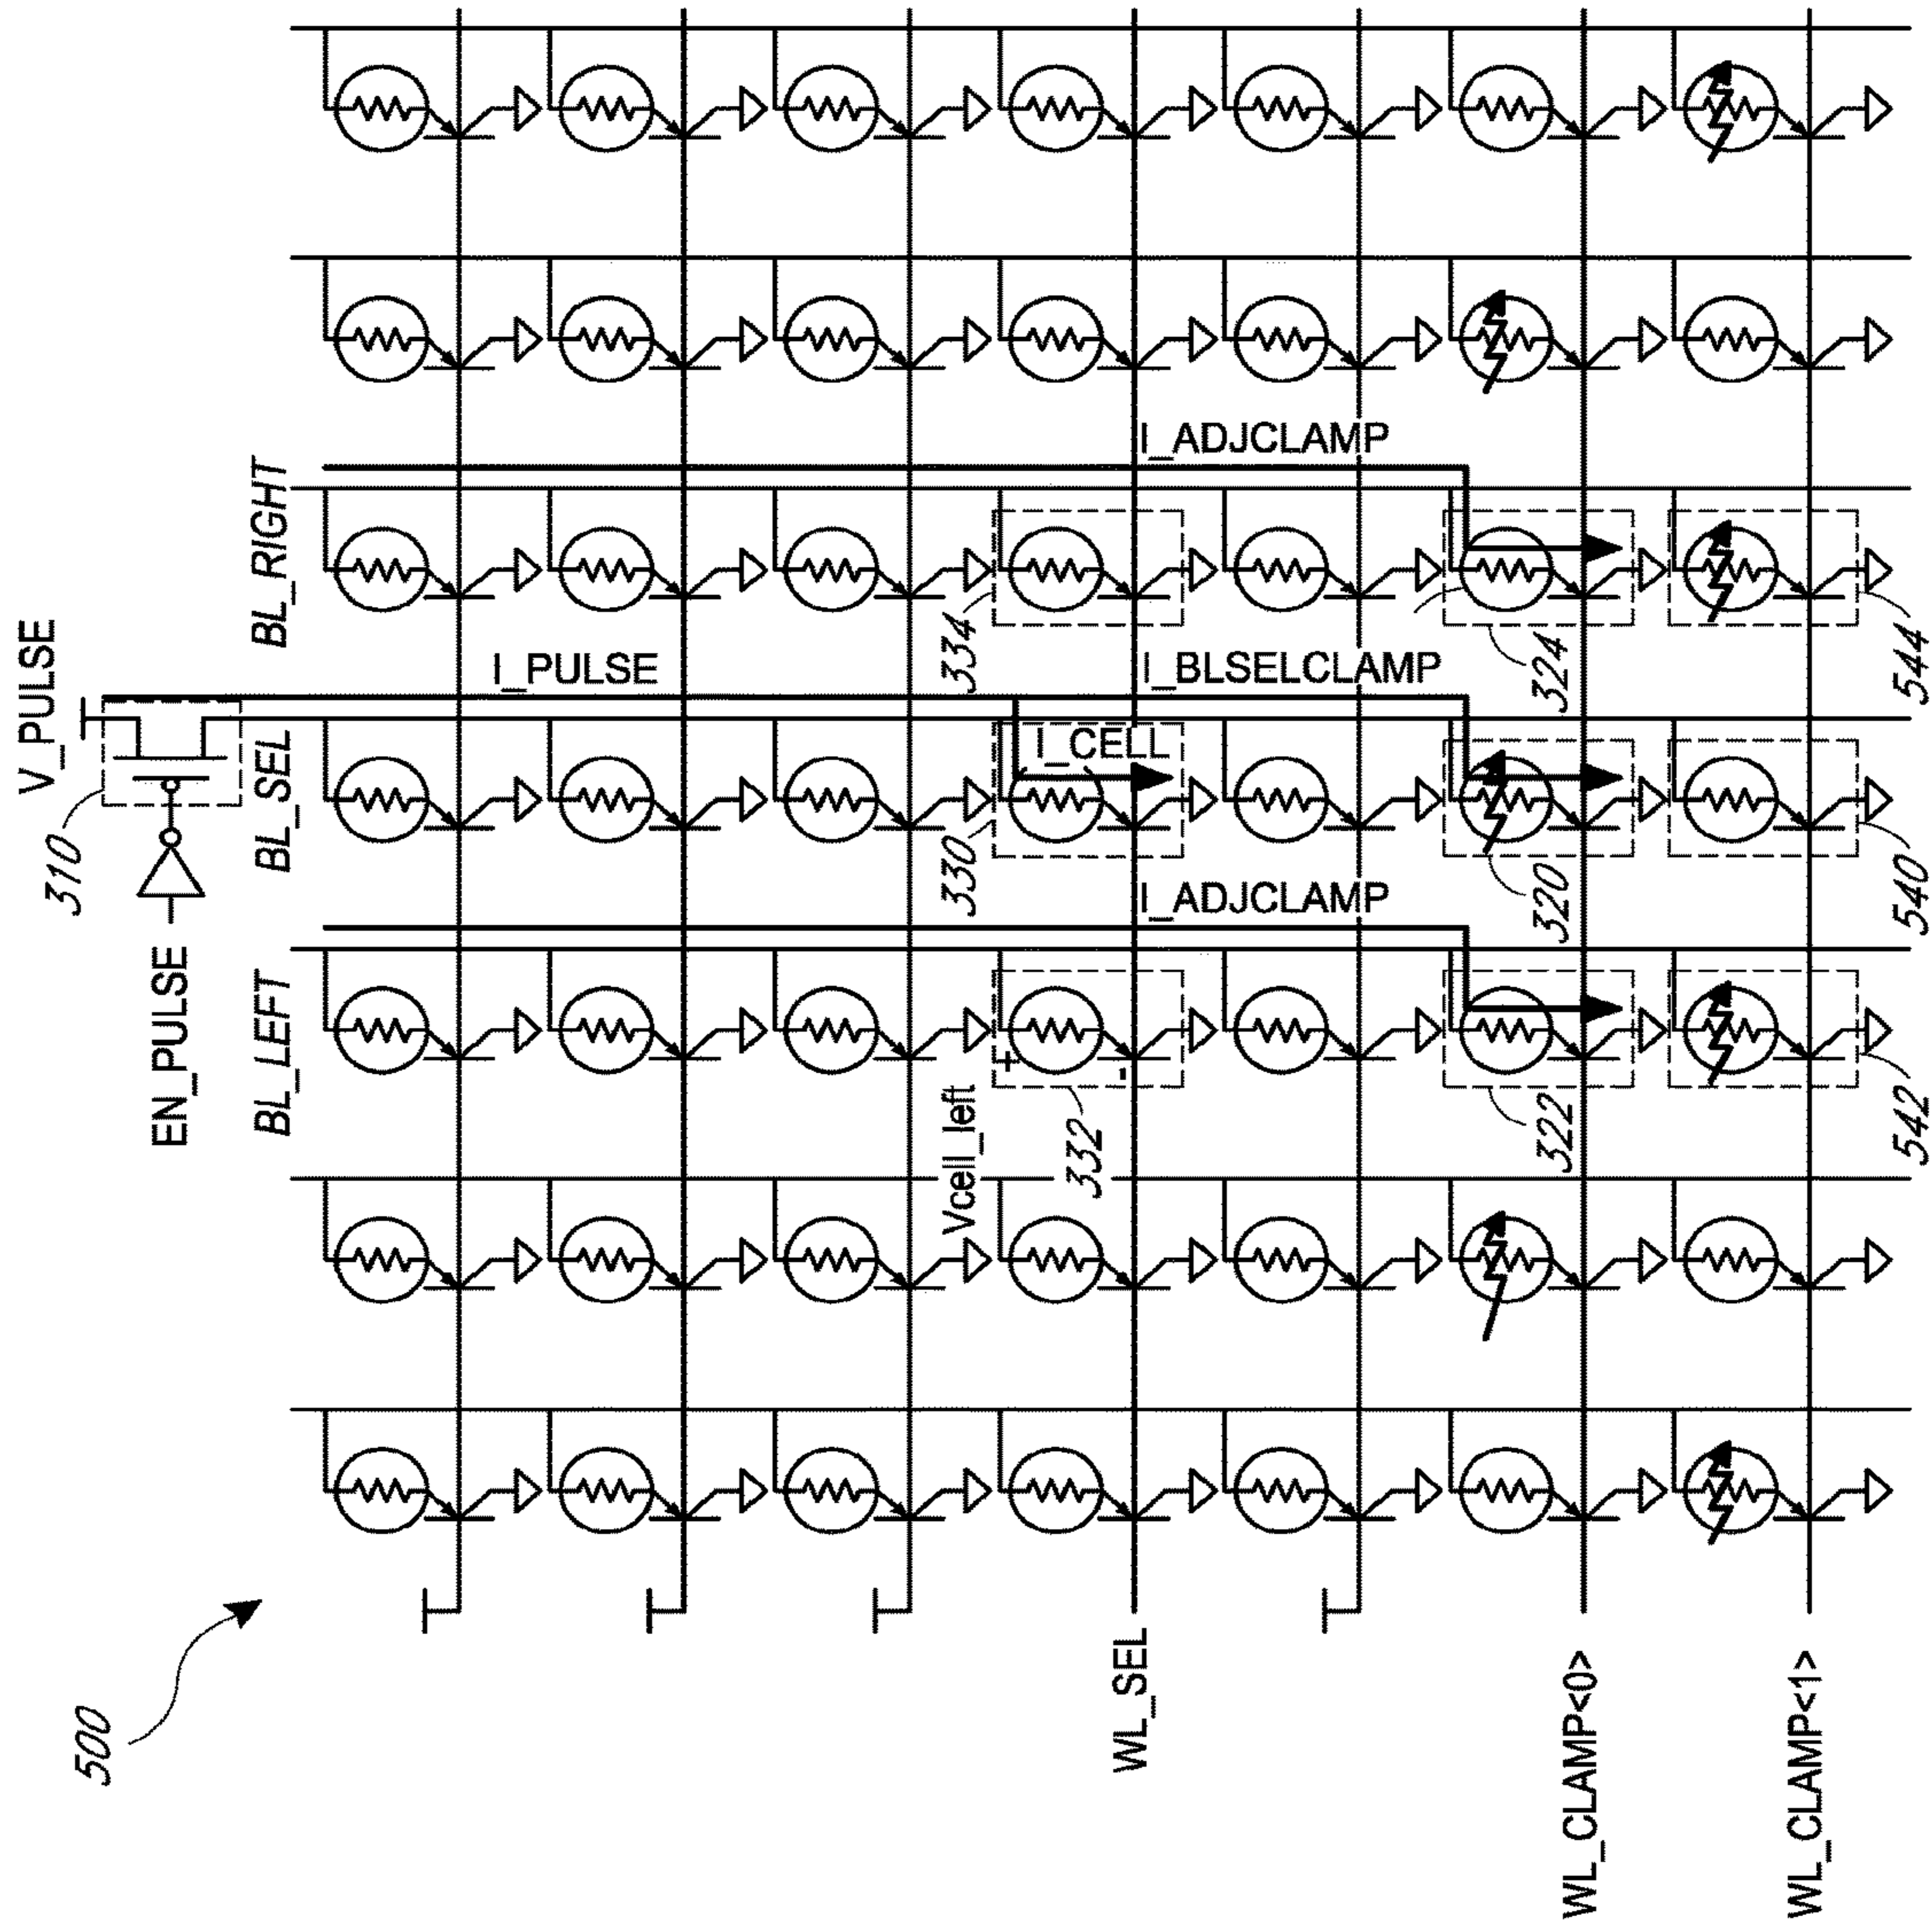 500
V_PULSE
310
EN_PULSE
BL_LEFT
BL_SEL
BL_RIGHT
I_PULSE
334
I_ADJCLAMP
I_BLSELCLAMP
I_CELL
330
I_ADJCLAMP
Vcell_left
+
-
332
324
320
322
544
540
542
WL_SEL
WL_CLAMP<0>
WL_CLAMP<1>